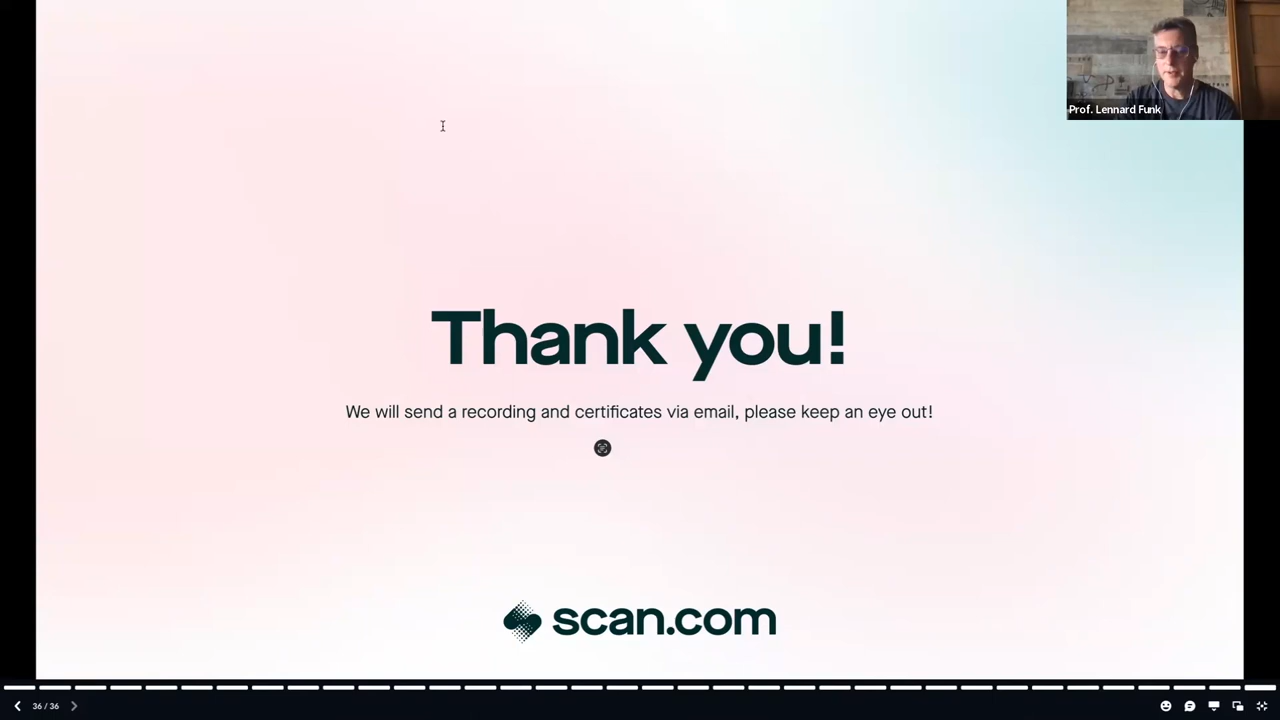 Prof. Lennard Funk
Thank you!
We will send a recording and certificates via email, please keep an eye out!
scan.com
36 / 36